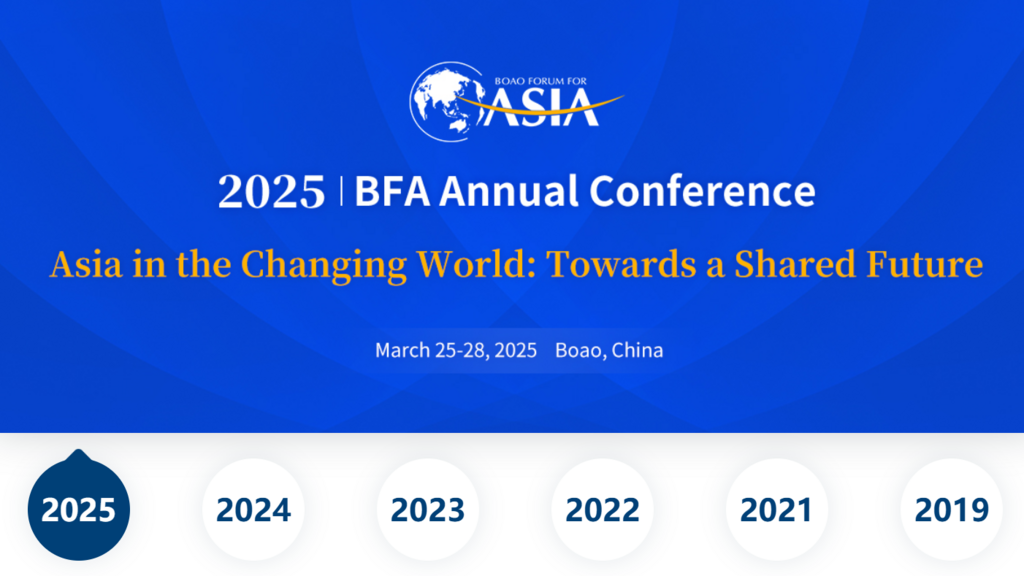 BOAO FORUM FOR
ASIA
2025 | BFA Annual Conference
Asia in the Changing World: Towards a Shared Future
March 25-28, 2025 Boao, China
2025 2024 2023 2022 2021 2019